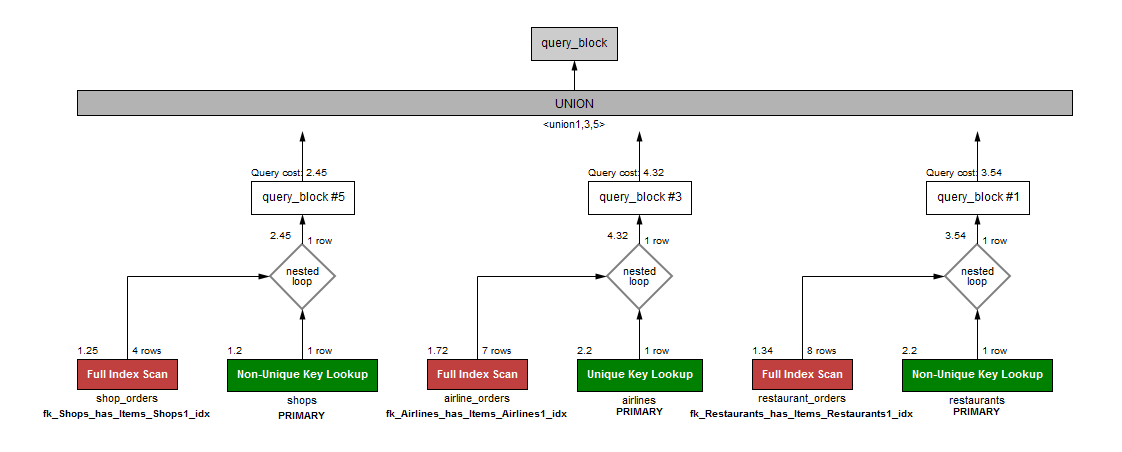 query_block
UNION
<union1,3,5>
Query cost: 2.45
query_block #5
2.45
1 row
nested
loop
1.25
4 rows
Full Index Scan
shop_orders
fk_Shops_has_Items_Shops1_idx
1.2
1 row
Non-Unique Key Lookup
shops
PRIMARY
Query cost: 4.32
query_block #3
4.32
1 row
nested
loop
1.72
7 rows
Full Index Scan
airline_orders
fk_Airlines_has_Items_Airlines1_idx
2.2
1 row
Unique Key Lookup
airlines
PRIMARY
Query cost: 3.54
query_block #1
3.54
1 row
nested
loop
1.34
8 rows
Full Index Scan
restaurant_orders
fk_Restaurants_has_Items_Restaurants1_idx
2.2
1 row
Non-Unique Key Lookup
restaurants
PRIMARY